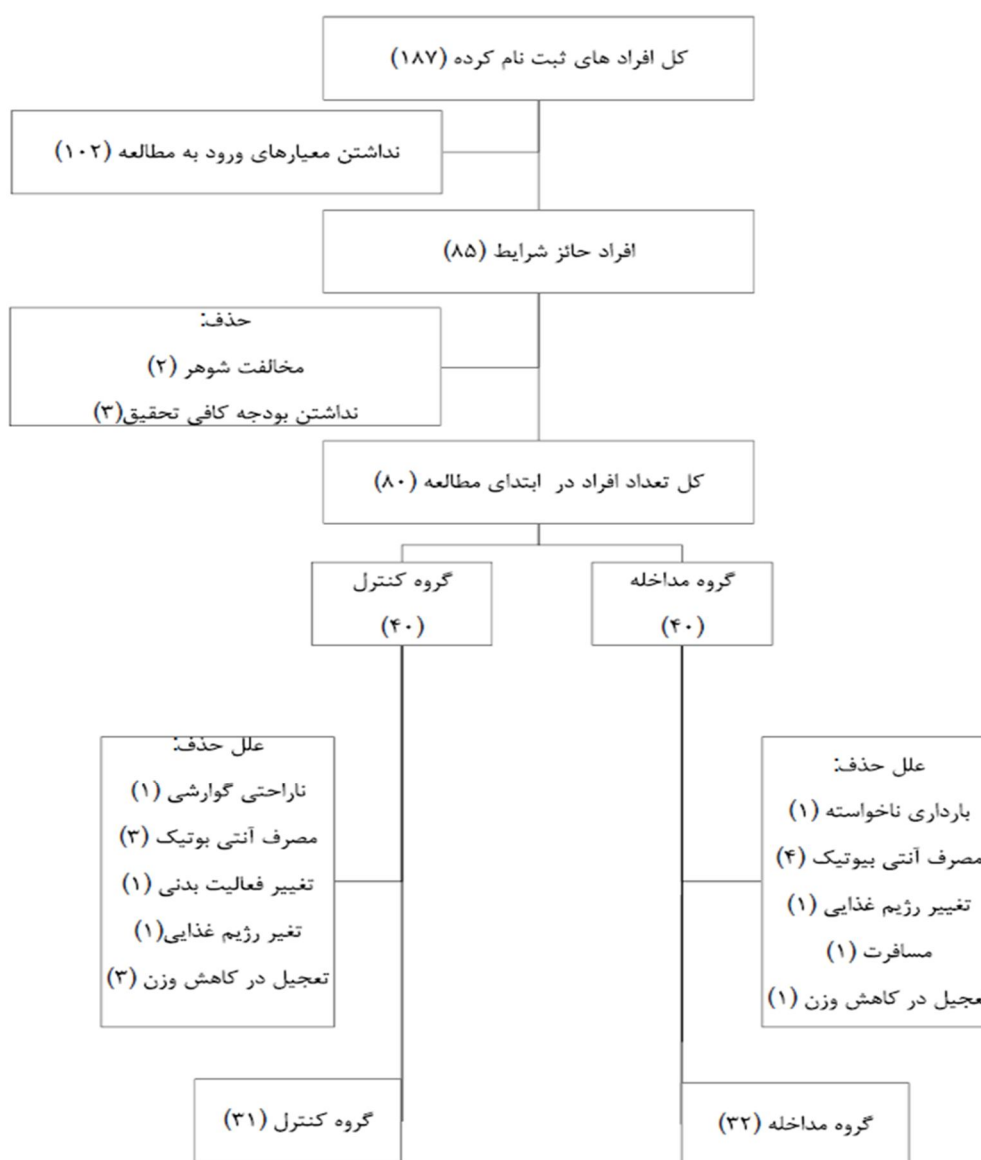 کل افراد های ثبت نام کرده (۱۸۷)
نداشتن معیارهای ورود به مطالعه (۱۰۲)
افراد حائز شرایط (۸۵)
حذف:
مخالفت شوهر (۲)
نداشتن بودجه کافی تحقیق(۳)
کل تعداد افراد در ابتدای مطالعه (۸۰)
گروه مداخله
(۴۰)
گروه کنترل
(۴۰)
علل حذف:
بارداری ناخواسته (۱)
مصرف آنتی بیوتیک (۴)
تغییر رژیم غذایی (۱)
مسافرت (۱)
تعجیل در کاهش وزن (۱)
علل حذف:
ناراحتی گوارشی (۱)
مصرف آنتی بوتیک (۳)
تغییر فعالیت بدنی (۱)
تغیر رژیم غذایی(۱)
تعجیل در کاهش وزن (۳)
گروه مداخله (۳۲)
گروه کنترل (۳۱)